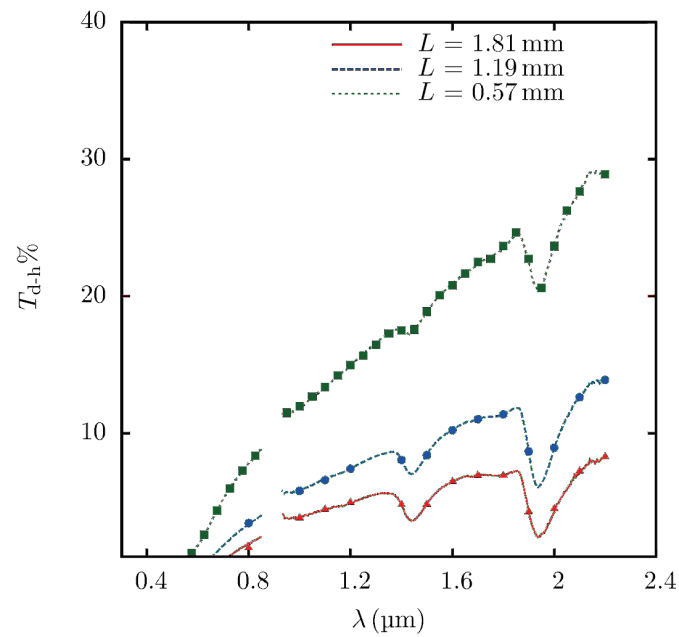 40
L = 1.81 mm
L = 1.19 mm
L = 0.57 mm
30
T_d-h %
20
10
0.4 0.8 1.2 1.6 2 2.4
λ (µm)